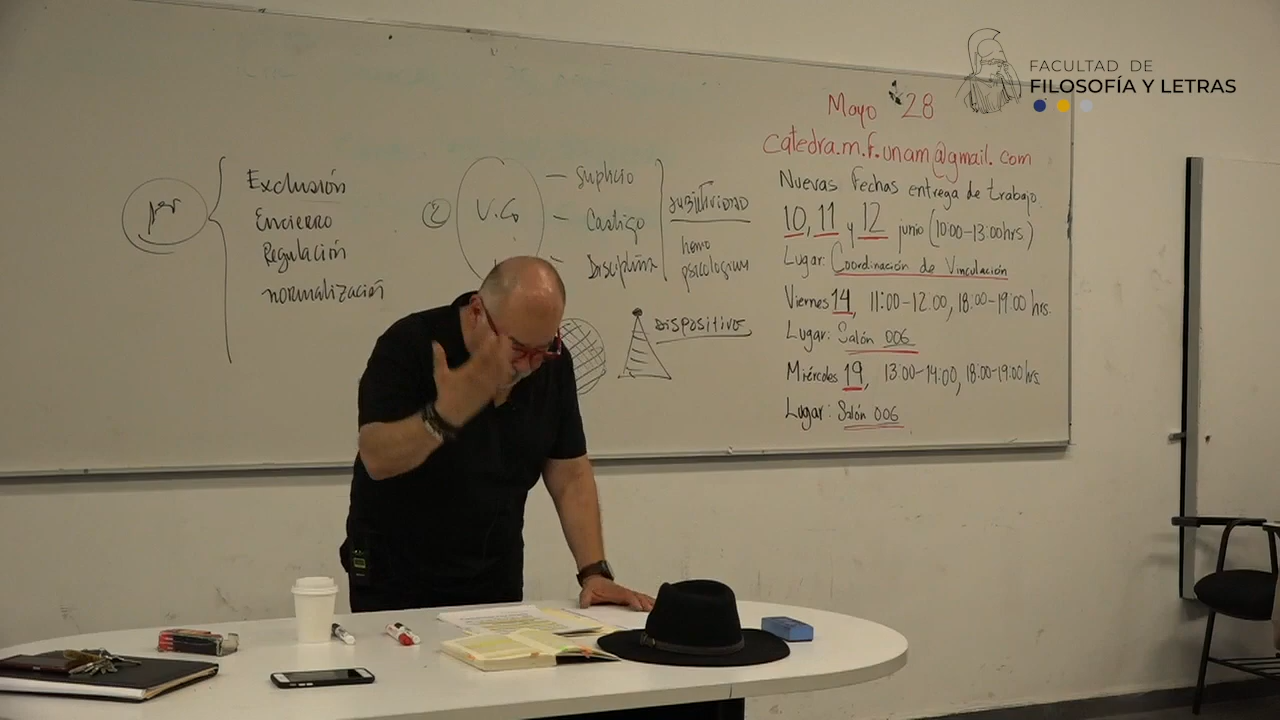 FACULTAD DE
FILOSOFÍA Y LETRAS
Mayo 28
catedra.m.f.unam@gmail.com
Nuevas fechas entrega de trabajo.
10, 11 y 12 junio (10:00-13:00hrs)
Lugar: Coordinación de Vinculación
Viernes 14, 11:00-12:00, 18:00-19:00 hrs.
Lugar: Salón 006
Miércoles 19, 13:00-14:00, 18:00-19:00 hrs.
Lugar: Salón 006
Exclusión
Encierro
Regulación
normalización
2
- Suplicio
- Castigo
- Disciplina
subjetividad
homo
psicologicum
Dispositivo